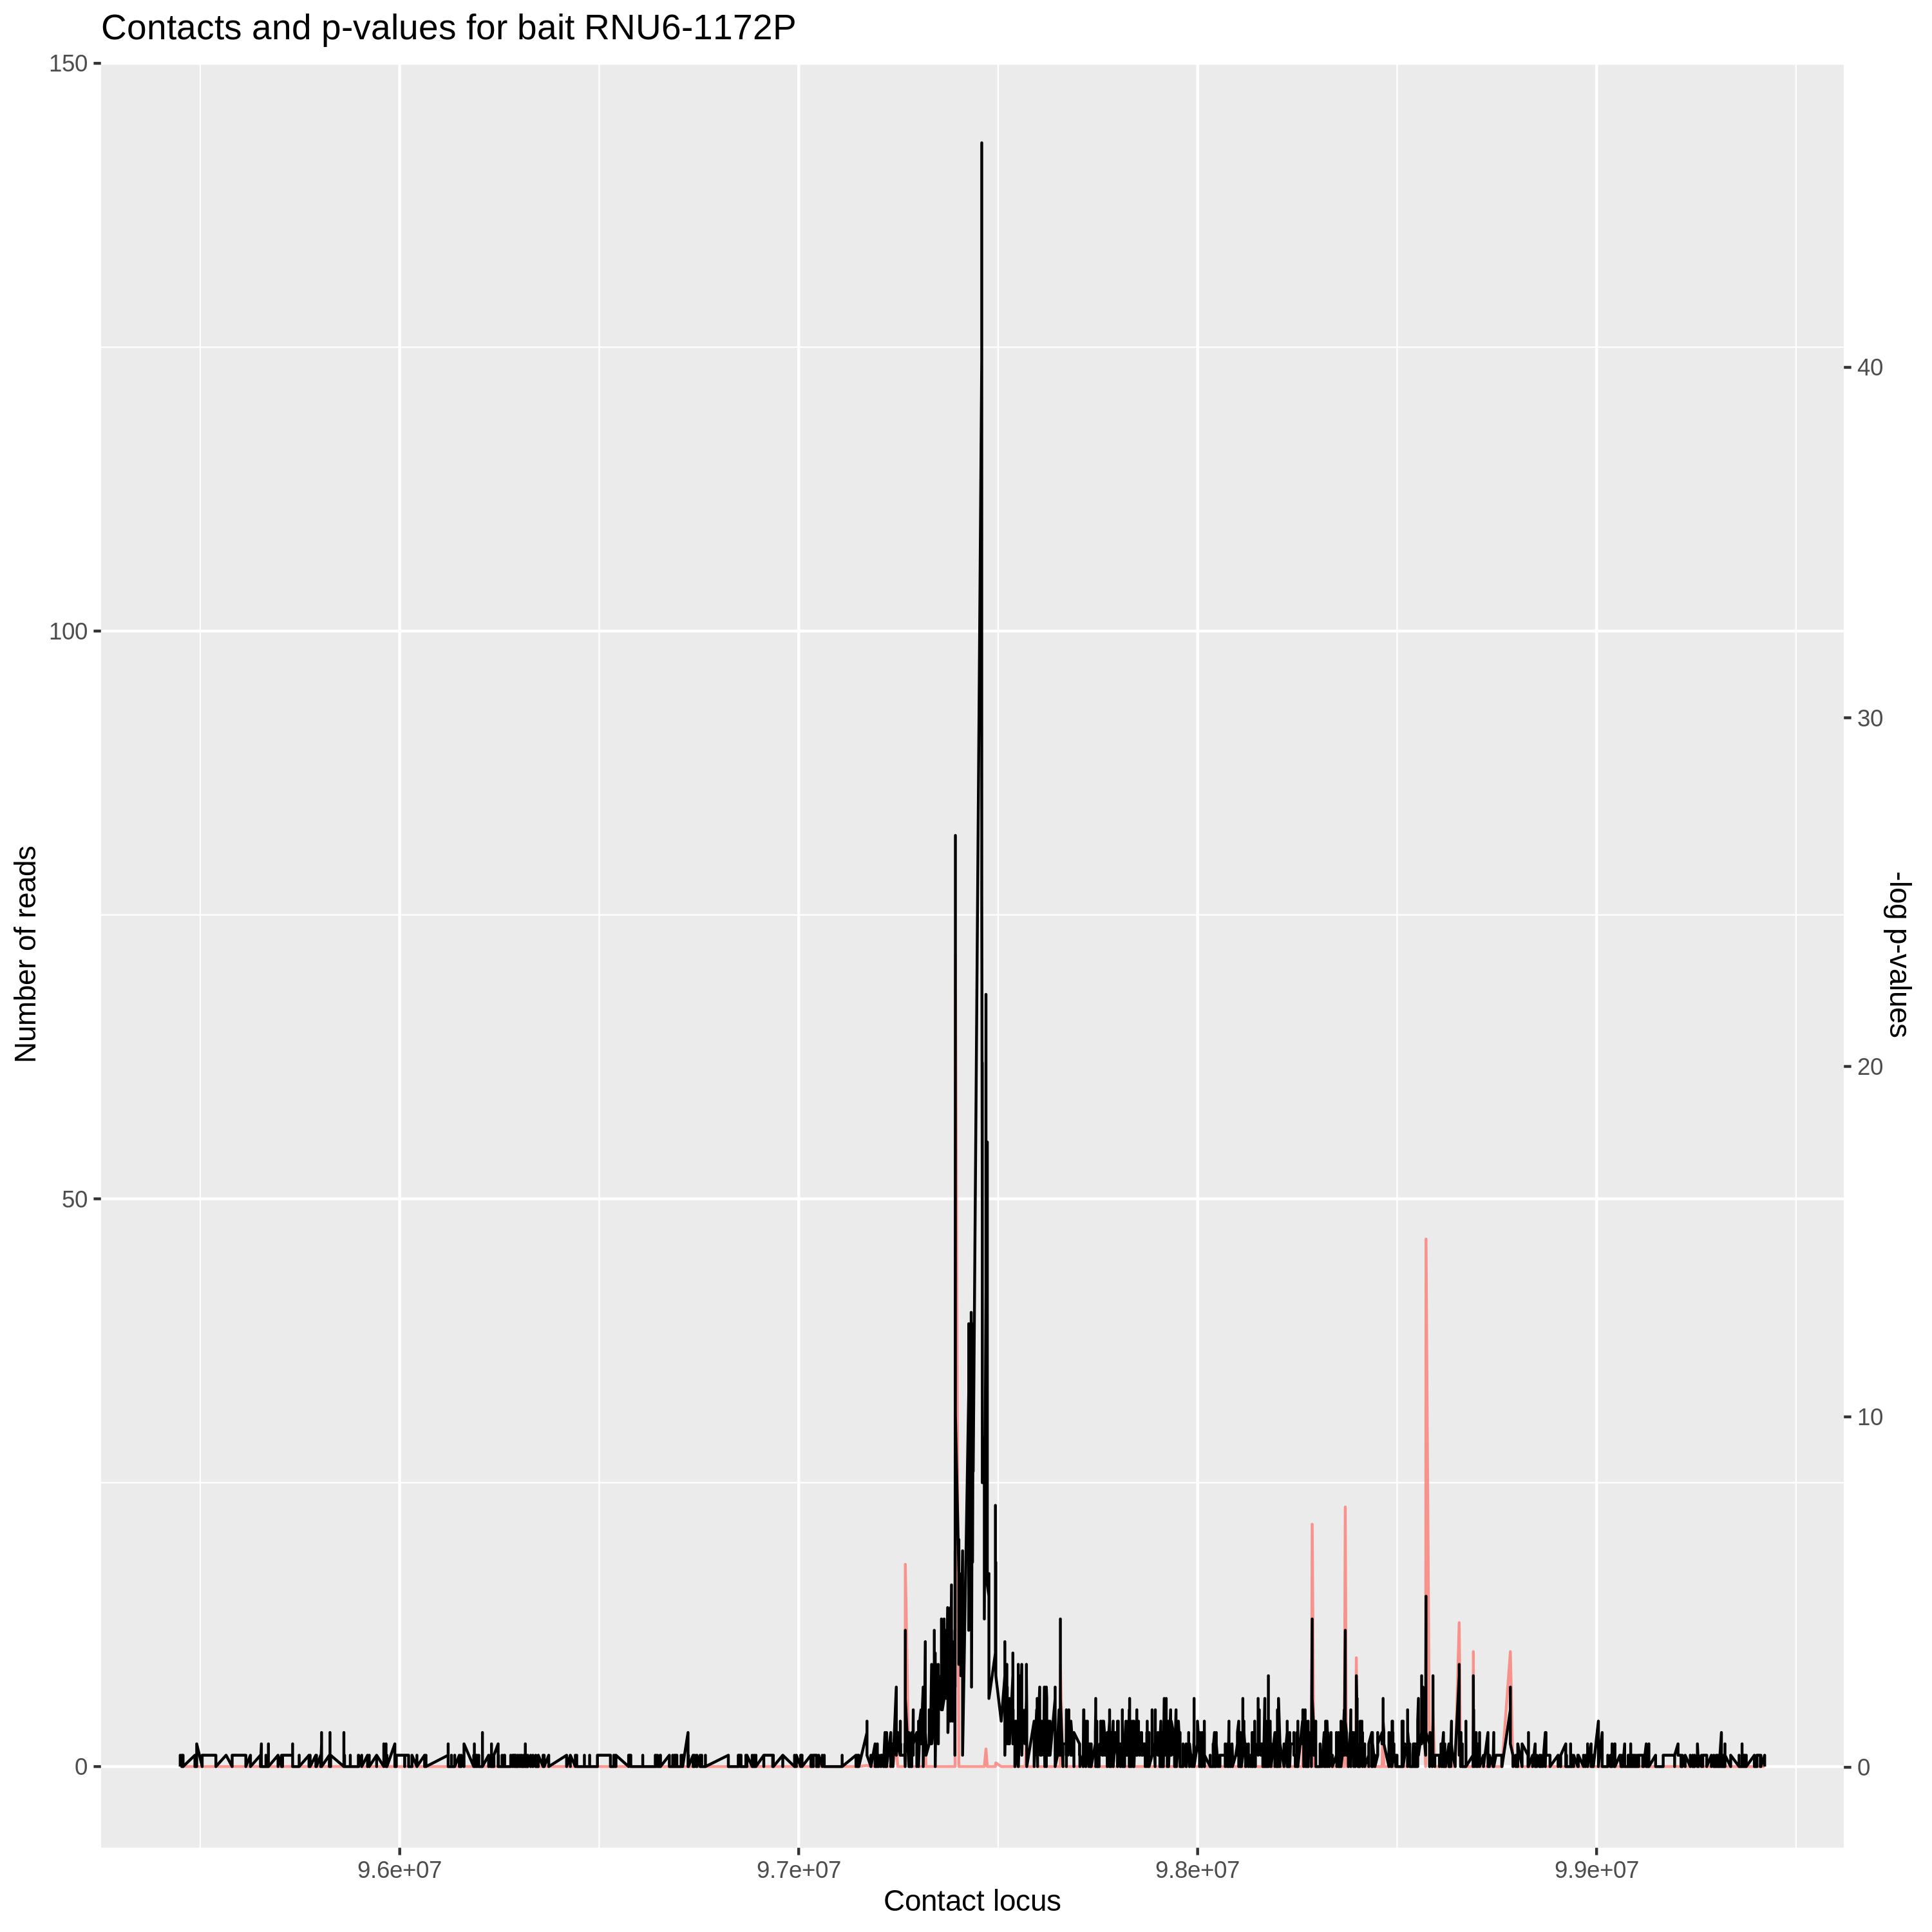 Contacts and p-values for bait RNU6-1172P
150
100
50
0
Number of reads
40
30
20
10
0
-log p-values
9.6e+07
9.7e+07
9.8e+07
9.9e+07
Contact locus